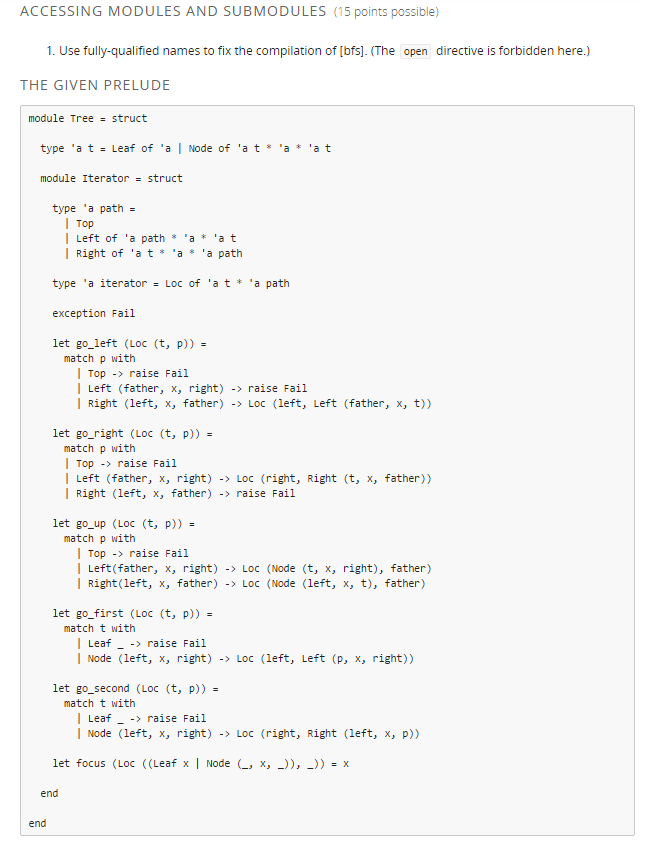 ACCESSING MODULES AND SUBMODULES (15 points possible)
1. Use fully-qualified names to fix the compilation of [bfs]. (The open directive is forbidden here.)
THE GIVEN PRELUDE
module Tree = struct
type 'a t = Leaf of 'a | Node of 'a t * 'a * 'a t
module Iterator = struct
type 'a path =
| Top
| Left of 'a path * 'a * 'a t
| Right of 'a t * 'a * 'a path
type 'a iterator = Loc of 'a t * 'a path
exception Fail
let go_left (Loc (t, p)) =
match p with
| Top -> raise Fail
| Left (father, x, right) -> raise Fail
| Right (left, x, father) -> Loc (left, Left (father, x, t))
let go_right (Loc (t, p)) =
match p with
| Top -> raise Fail
| Left (father, x, right) -> Loc (right, Right (t, x, father))
| Right (left, x, father) -> raise Fail
let go_up (Loc (t, p)) =
match p with
| Top -> raise Fail
| Left(father, x, right) -> Loc (Node (t, x, right), father)
| Right(left, x, father) -> Loc (Node (left, x, t), father)
let go_first (Loc (t, p)) =
match t with
| Leaf _ -> raise Fail
| Node (left, x, right) -> Loc (left, Left (p, x, right))
let go_second (Loc (t, p)) =
match t with
| Leaf _ -> raise Fail
| Node (left, x, right) -> Loc (right, Right (left, x, p))
let focus (Loc ((Leaf x | Node (_, x, _)), _)) = x
end
end